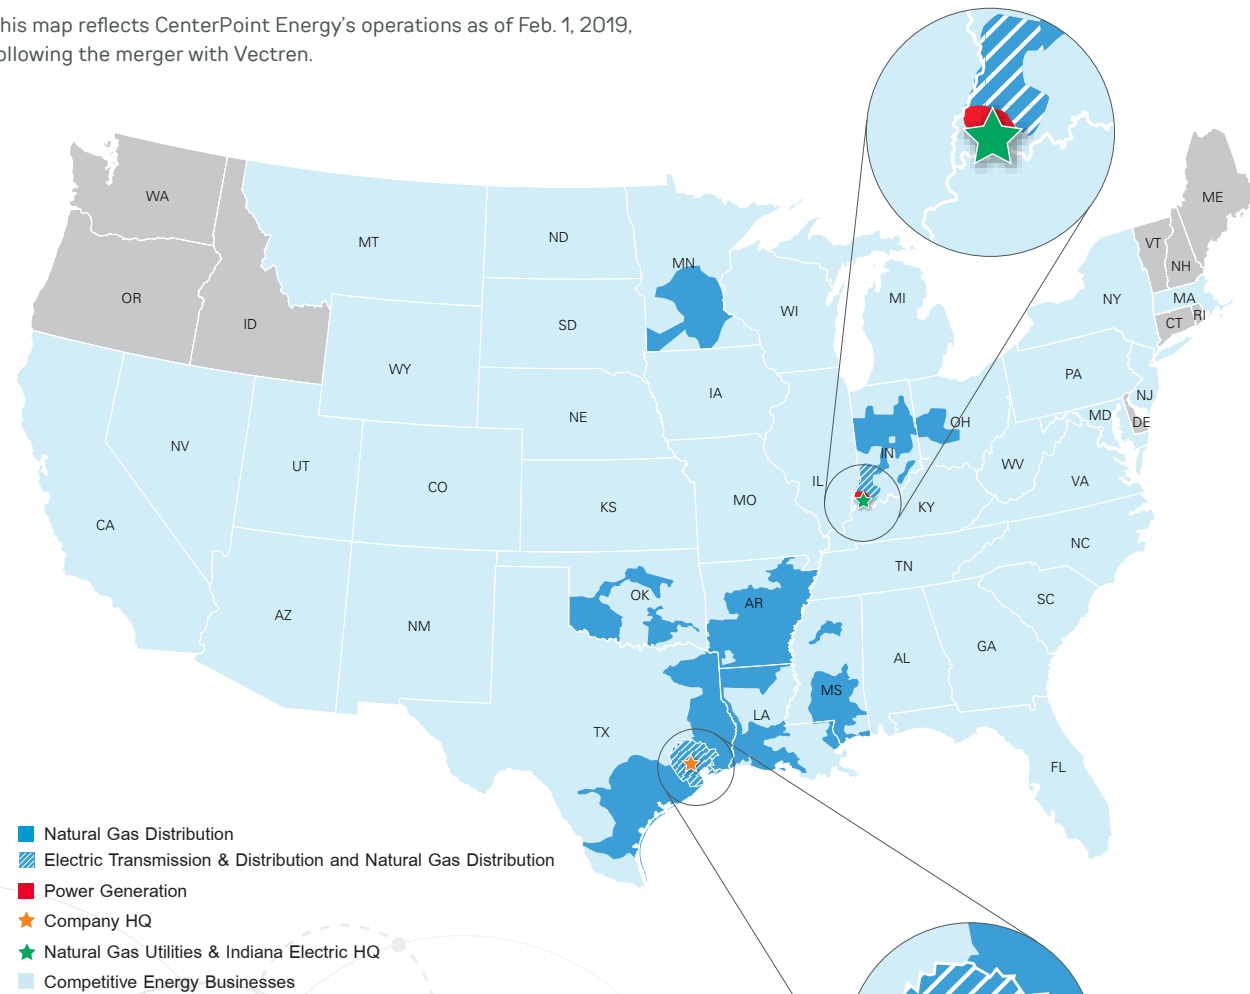 his map reflects CenterPoint Energy’s operations as of Feb. 1, 2019,
ollowing the merger with Vectren.
WA
MT
ND
MN
ME
VT
NH
OR
ID
SD
WI
MI
NY
MA
CT
RI
WY
IA
PA
NJ
NE
MD
DE
OH
NV
UT
CO
IN
WV
VA
CA
KS
MO
IL
KY
NC
TN
AZ
NM
OK
AR
SC
GA
AL
MS
LA
TX
FL
Natural Gas Distribution
Electric Transmission & Distribution and Natural Gas Distribution
Power Generation
Company HQ
Natural Gas Utilities & Indiana Electric HQ
Competitive Energy Businesses